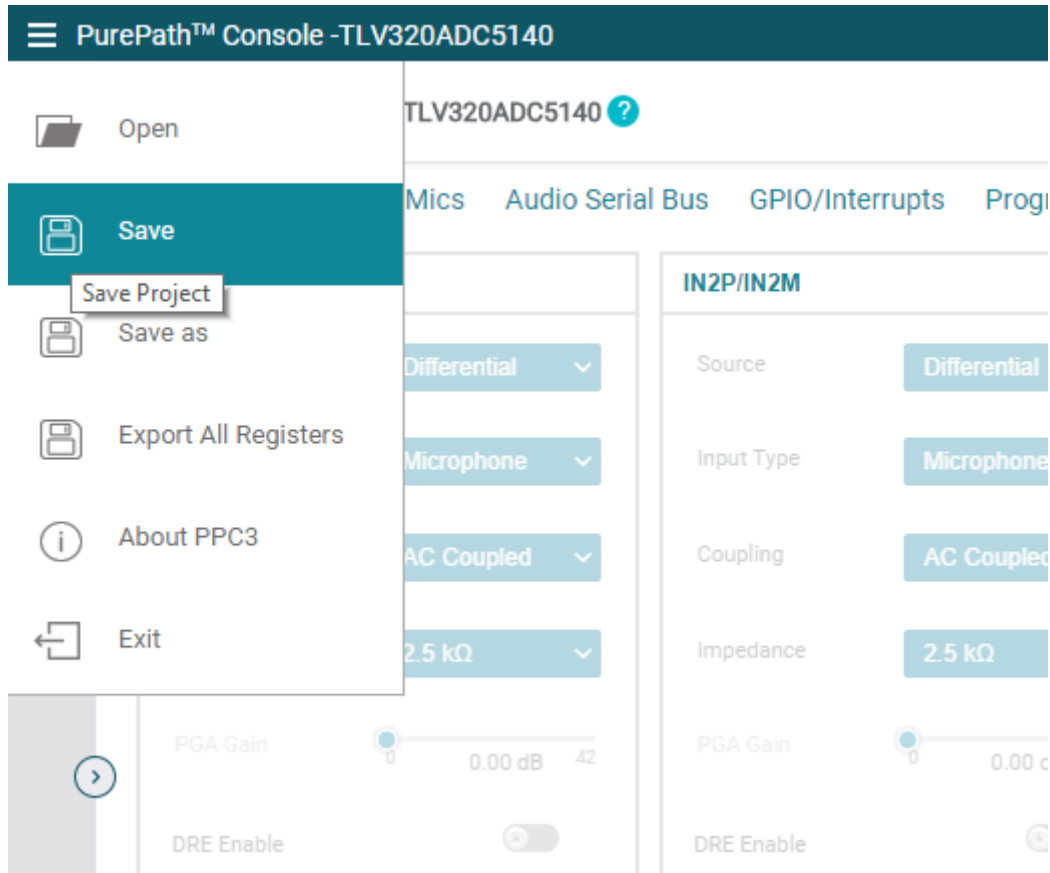 PurePath™ Console -TLV320ADC5140
Open
Save
Save Project
Save as
Export All Registers
About PPC3
Exit
TLV320ADC5140 ?
Mics Audio Serial Bus GPIO/Interrupts Progr
Differential
Microphone
AC Coupled
2.5 kΩ
PGA Gain
0 0.00 dB 42
DRE Enable
IN2P/IN2M
Source Differential
Input Type Microphone
Coupling AC Coupled
Impedance 2.5 kΩ
PGA Gain
0 0.00 d
DRE Enable